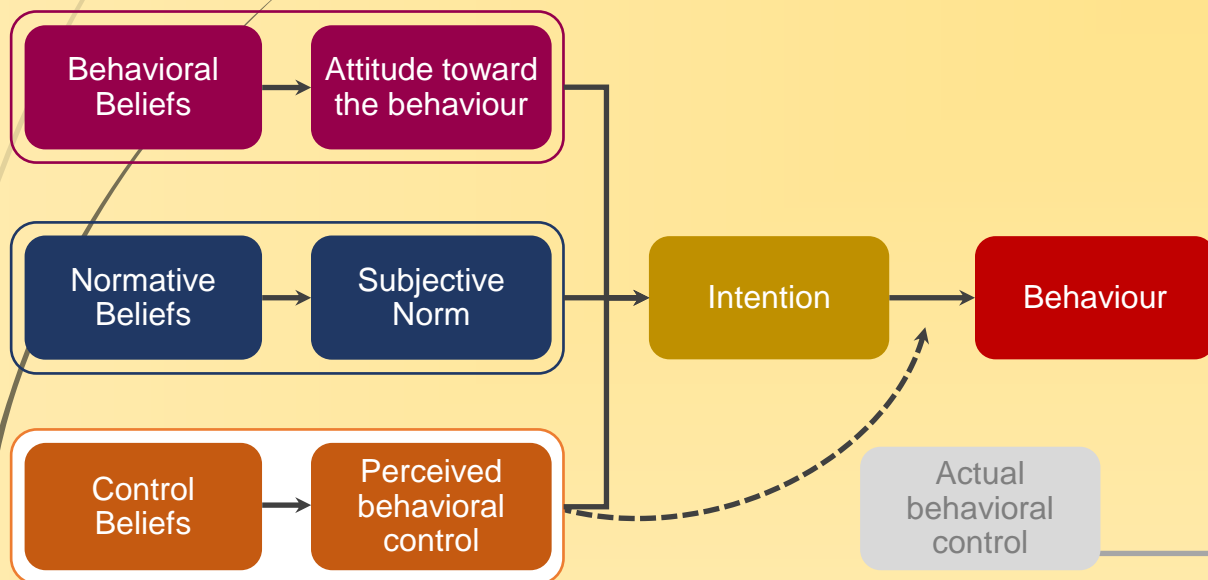 Behavioral
Beliefs
Attitude toward
the behaviour
Normative
Beliefs
Subjective
Norm
Intention
Behaviour
Control
Beliefs
Perceived
behavioral
control
Actual
behavioral
control